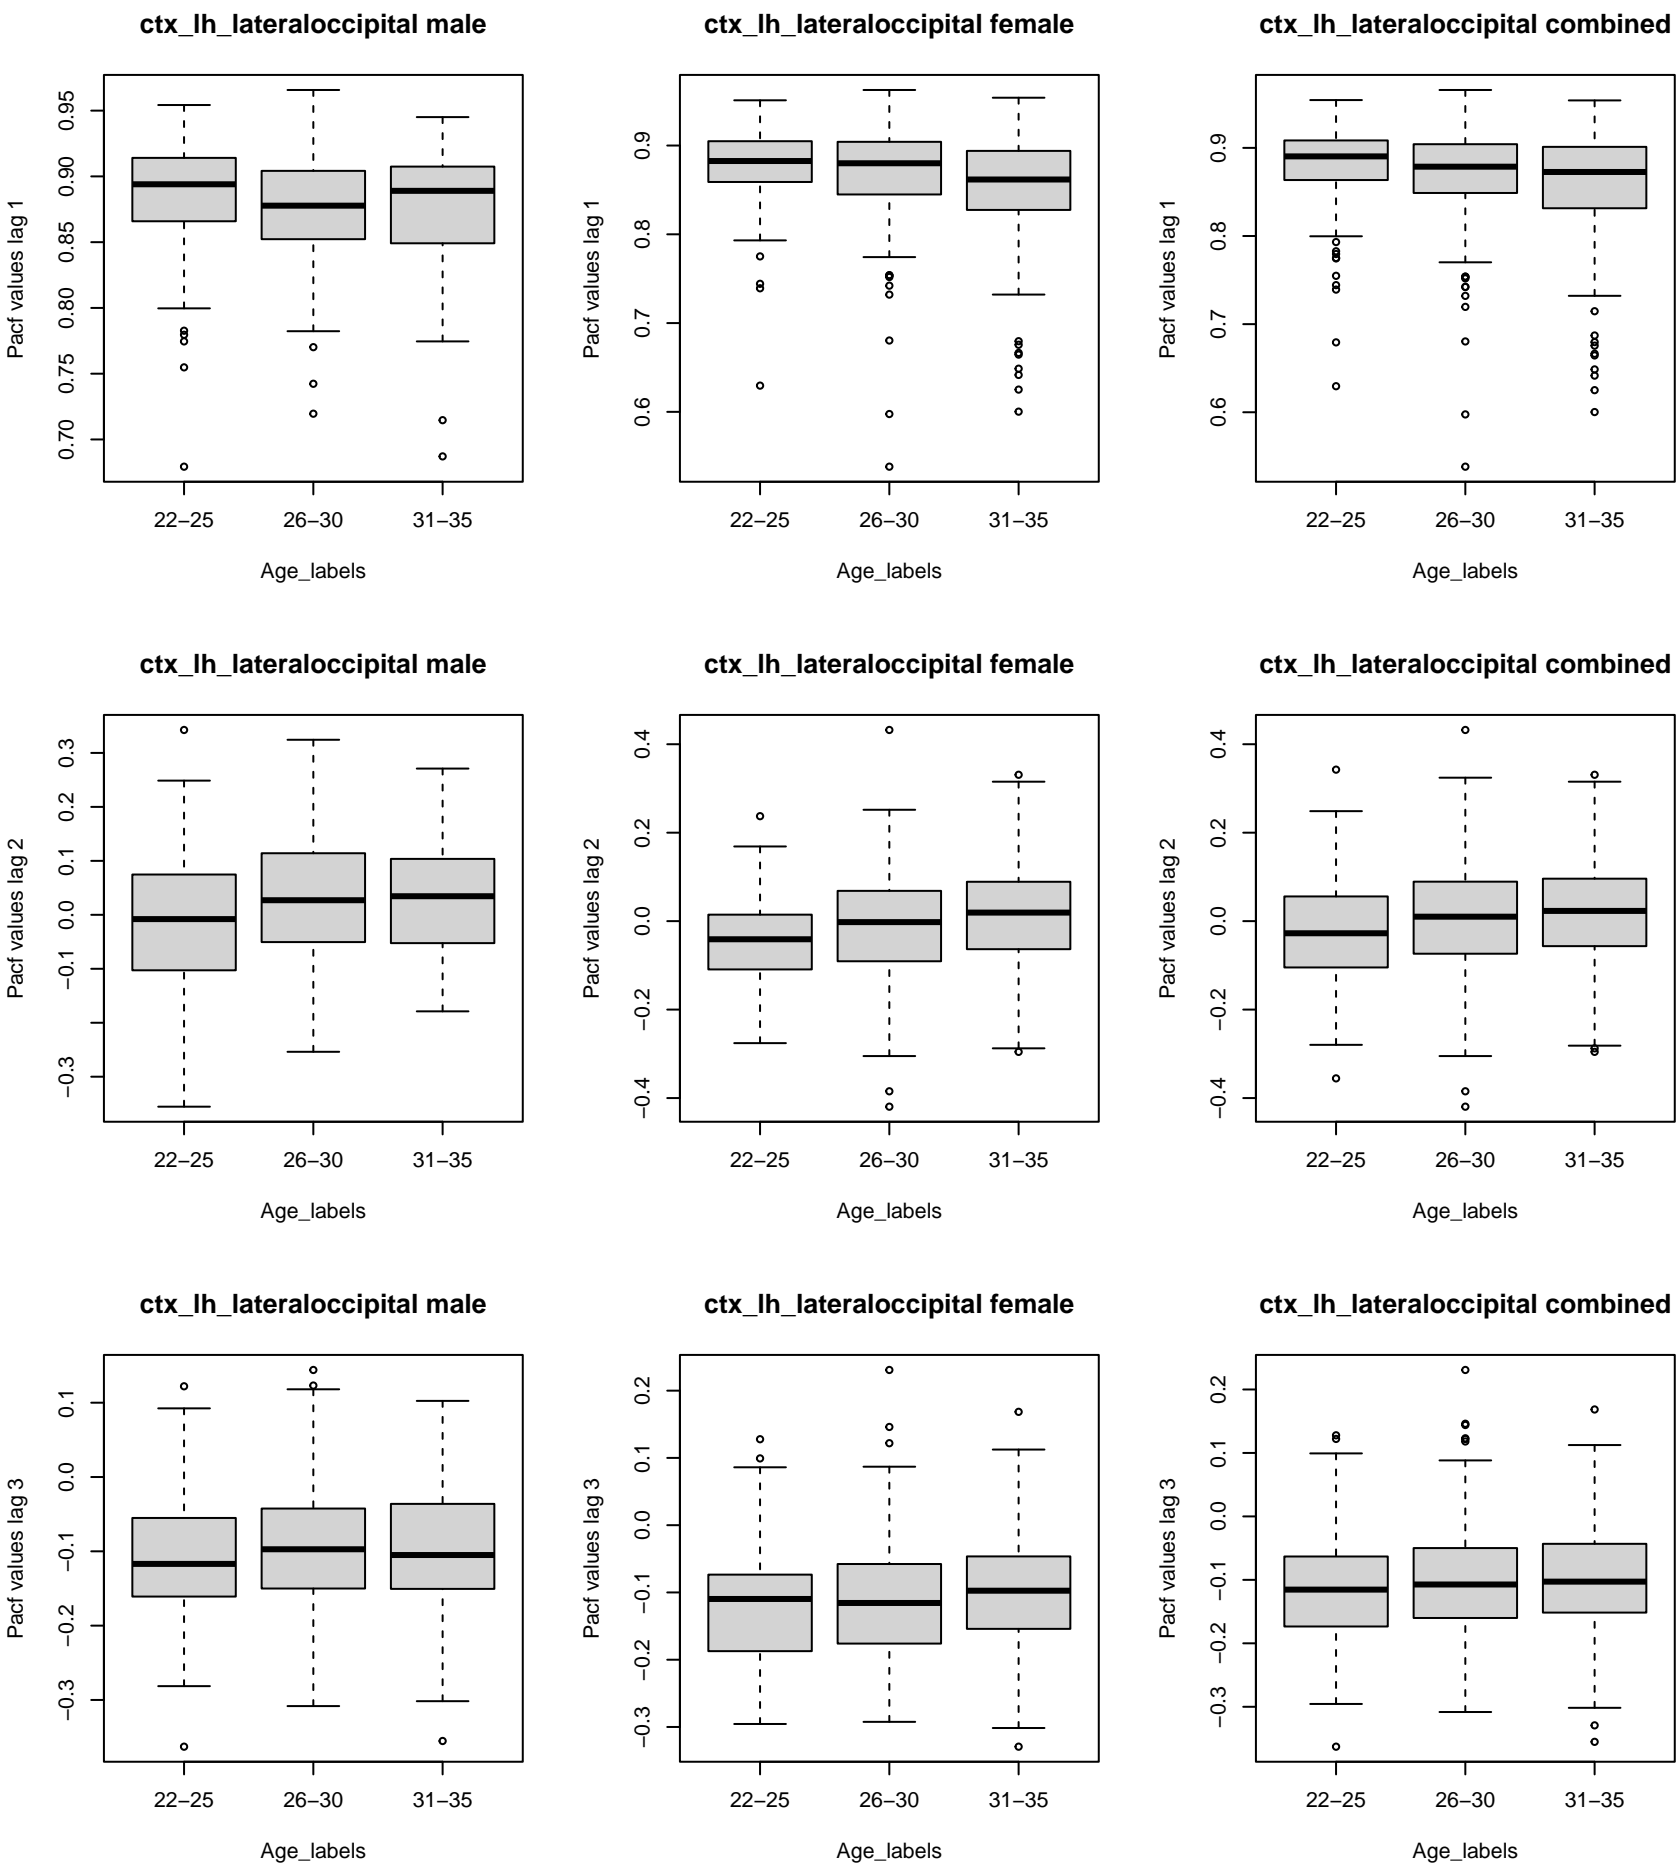 ctx_lh_lateraloccipital male
ctx_lh_lateraloccipital female
ctx_lh_lateraloccipital combined
Pacf values lag 1
0.95
0.90
0.85
0.80
0.75
0.70
22−25
26−30
31−35
Age_labels
Pacf values lag 1
0.9
0.8
0.7
0.6
22−25
26−30
31−35
Age_labels
Pacf values lag 1
0.9
0.8
0.7
0.6
22−25
26−30
31−35
Age_labels
ctx_lh_lateraloccipital male
ctx_lh_lateraloccipital female
ctx_lh_lateraloccipital combined
Pacf values lag 2
0.3
0.2
0.1
0.0
−0.1
−0.3
22−25
26−30
31−35
Age_labels
Pacf values lag 2
0.4
0.2
0.0
−0.2
−0.4
22−25
26−30
31−35
Age_labels
Pacf values lag 2
0.4
0.2
0.0
−0.2
−0.4
22−25
26−30
31−35
Age_labels
ctx_lh_lateraloccipital male
ctx_lh_lateraloccipital female
ctx_lh_lateraloccipital combined
Pacf values lag 3
0.1
0.0
−0.1
−0.2
−0.3
22−25
26−30
31−35
Age_labels
Pacf values lag 3
0.2
0.1
0.0
−0.1
−0.2
−0.3
22−25
26−30
31−35
Age_labels
Pacf values lag 3
0.2
0.1
0.0
−0.1
−0.2
−0.3
22−25
26−30
31−35
Age_labels